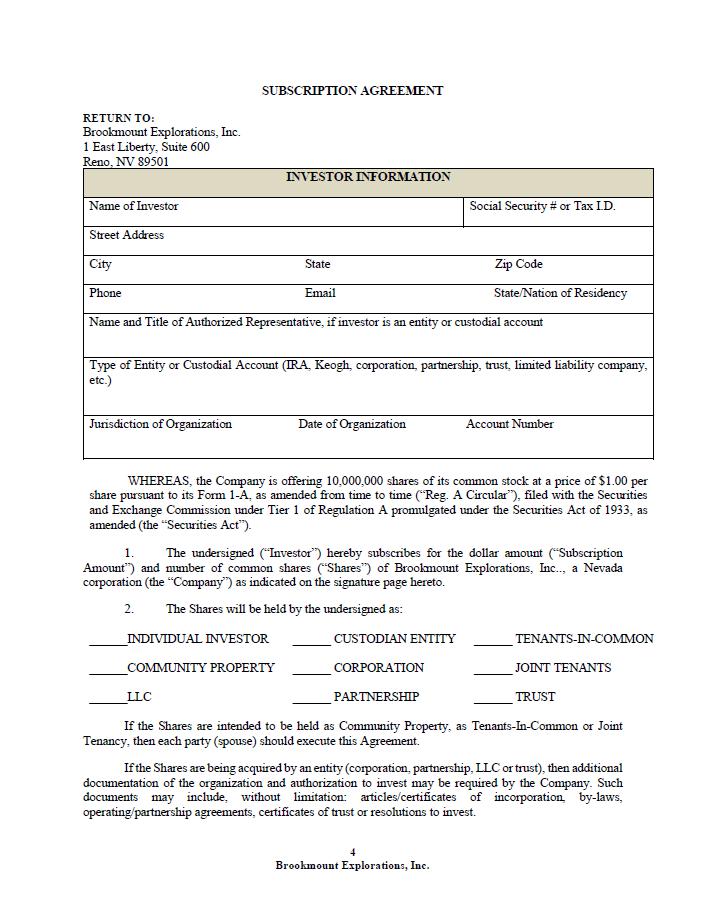 SUBSCRIPTION AGREEMENT
RETURN TO:
Brookmount Explorations, Inc.
1 East Liberty, Suite 600
Reno, NV 89501
INVESTOR INFORMATION
Name of Investor Social Security # or Tax I.D.
Street Address
City State Zip Code
Phone Email State/Nation of Residency
Name and Title of Authorized Representative, if investor is an entity or custodial account
Type of Entity or Custodial Account (IRA, Keogh, corporation, partnership, trust, limited liability company,
etc.)
Jurisdiction of Organization Date of Organization Account Number
WHEREAS, the Company is offering 10,000,000 shares of its common stock at a price of $1.00 per
share pursuant to its Form 1-A, as amended from time to time (“Reg. A Circular”), filed with the Securities
and Exchange Commission under Tier 1 of Regulation A promulgated under the Securities Act of 1933, as
amended (the “Securities Act”).
1. The undersigned (“Investor”) hereby subscribes for the dollar amount (“Subscription
Amount”) and number of common shares (“Shares”) of Brookmount Explorations, Inc.., a Nevada
corporation (the “Company”) as indicated on the signature page hereto.
2. The Shares will be held by the undersigned as:
______INDIVIDUAL INVESTOR ______ CUSTODIAN ENTITY ______ TENANTS-IN-COMMON
______COMMUNITY PROPERTY ______ CORPORATION ______ JOINT TENANTS
______LLC ______ PARTNERSHIP ______ TRUST
If the Shares are intended to be held as Community Property, as Tenants-In-Common or Joint
Tenancy, then each party (spouse) should execute this Agreement.
If the Shares are being acquired by an entity (corporation, partnership, LLC or trust), then additional
documentation of the organization and authorization to invest may be required by the Company. Such
documents may include, without limitation: articles/certificates of incorporation, by-laws,
operating/partnership agreements, certificates of trust or resolutions to invest.
4
Brookmount Explorations, Inc.